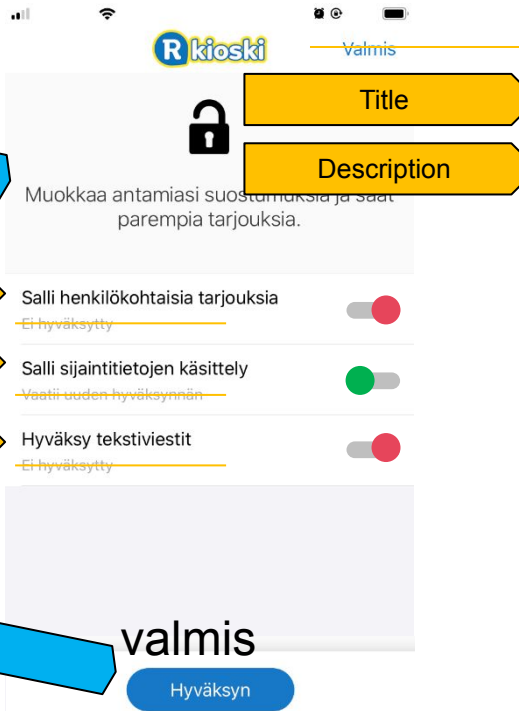 R kioski
Valmis
Title
Description
Muokkaa antamiasi suostumuksia ja saat
parempia tarjouksia.
Salli henkilökohtaisia tarjouksia
Ei hyväksytty
Salli sijaintitietojen käsittely
Vaatii uuden hyväksynnän
Hyväksy tekstiviestit
Ei hyväksytty
valmis
Hyväksyn